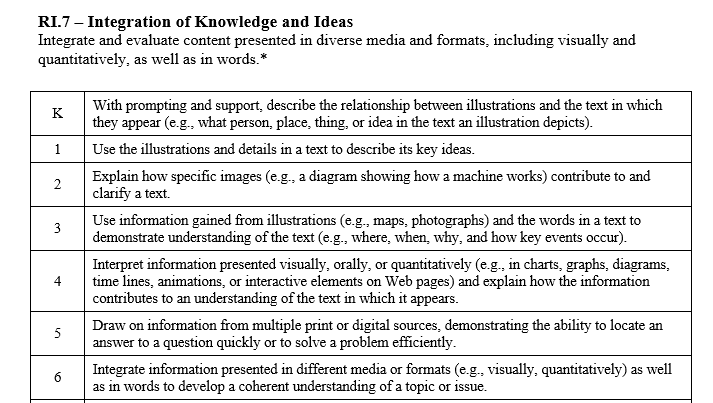 RI.7 – Integration of Knowledge and Ideas
Integrate and evaluate content presented in diverse media and formats, including visually and
quantitatively, as well as in words.*
K
With prompting and support, describe the relationship between illustrations and the text in which
they appear (e.g., what person, place, thing, or idea in the text an illustration depicts).
1
Use the illustrations and details in a text to describe its key ideas.
2
Explain how specific images (e.g., a diagram showing how a machine works) contribute to and
clarify a text.
3
Use information gained from illustrations (e.g., maps, photographs) and the words in a text to
demonstrate understanding of the text (e.g., where, when, why, and how key events occur).
4
Interpret information presented visually, orally, or quantitatively (e.g., in charts, graphs, diagrams,
time lines, animations, or interactive elements on Web pages) and explain how the information
contributes to an understanding of the text in which it appears.
5
Draw on information from multiple print or digital sources, demonstrating the ability to locate an
answer to a question quickly or to solve a problem efficiently.
6
Integrate information presented in different media or formats (e.g., visually, quantitatively) as well
as in words to develop a coherent understanding of a topic or issue.